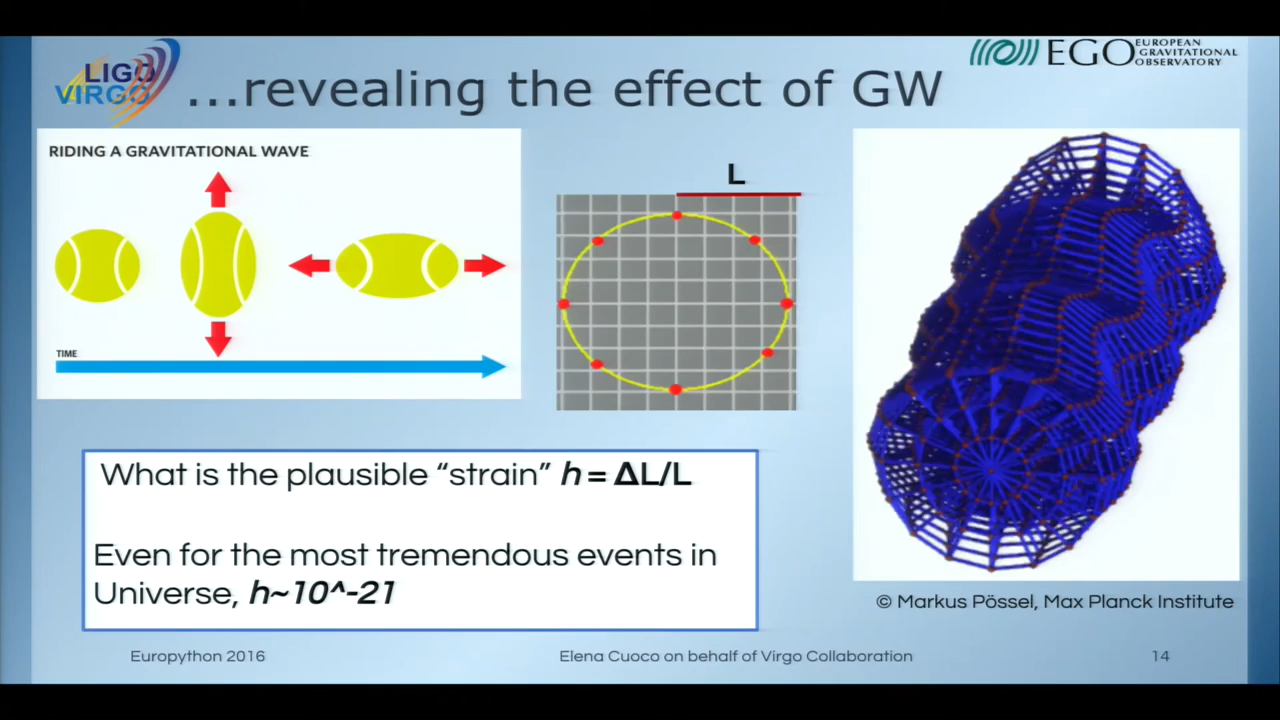 LIGO
VIRGO
...revealing the effect of GW
EGO
EUROPEAN
GRAVITATIONAL
OBSERVATORY
RIDING A GRAVITATIONAL WAVE
TIME
L
What is the plausible “strain” h = ΔL/L
Even for the most tremendous events in
Universe, h~10^-21
© Markus Pössel, Max Planck Institute
Europython 2016
Elena Cuoco on behalf of Virgo Collaboration
14